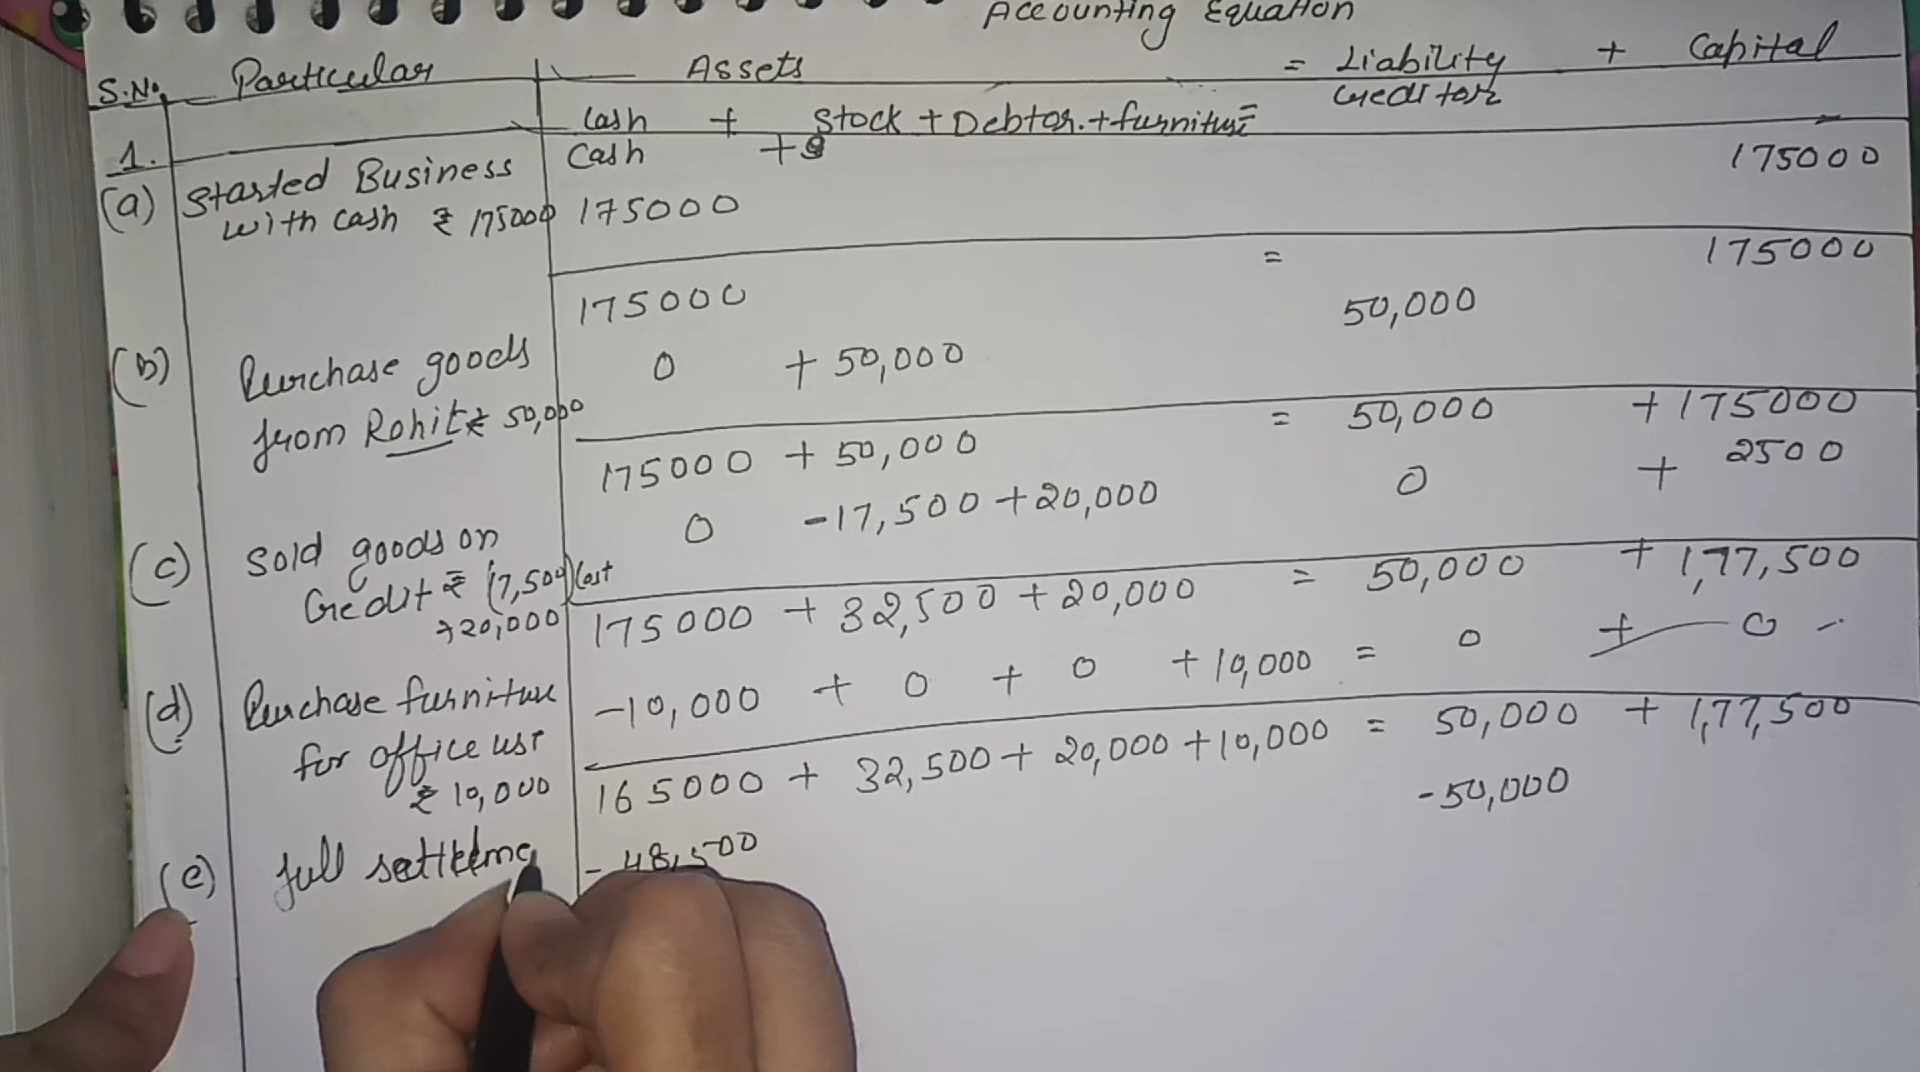 Accounting Equation
S.No. Particular Assets = Liability + Capital
Creditor
Cash + Stock + Debtor. + furniture
1. Cash +
(a) Started Business 175000
with cash ₹ 175000 175000
175000 = 175000
(b) Purchase goods 0 + 50,000 50,000
from Rohit ₹ 50,000
175000 + 50,000 = 50,000 + 175000
0 -17,500 + 20,000 0 + 2500
(c) Sold goods on
Credit ₹ (17,500) Cost
20,000
175000 + 32,500 + 20,000 = 50,000 + 1,77,500
(d) Purchase furniture -10,000 + 0 + 0 + 10,000 = 0 + 0
for office use
₹ 10,000
165000 + 32,500 + 20,000 + 10,000 = 50,000 + 1,77,500
(e) full settleme - 48,500 -50,000